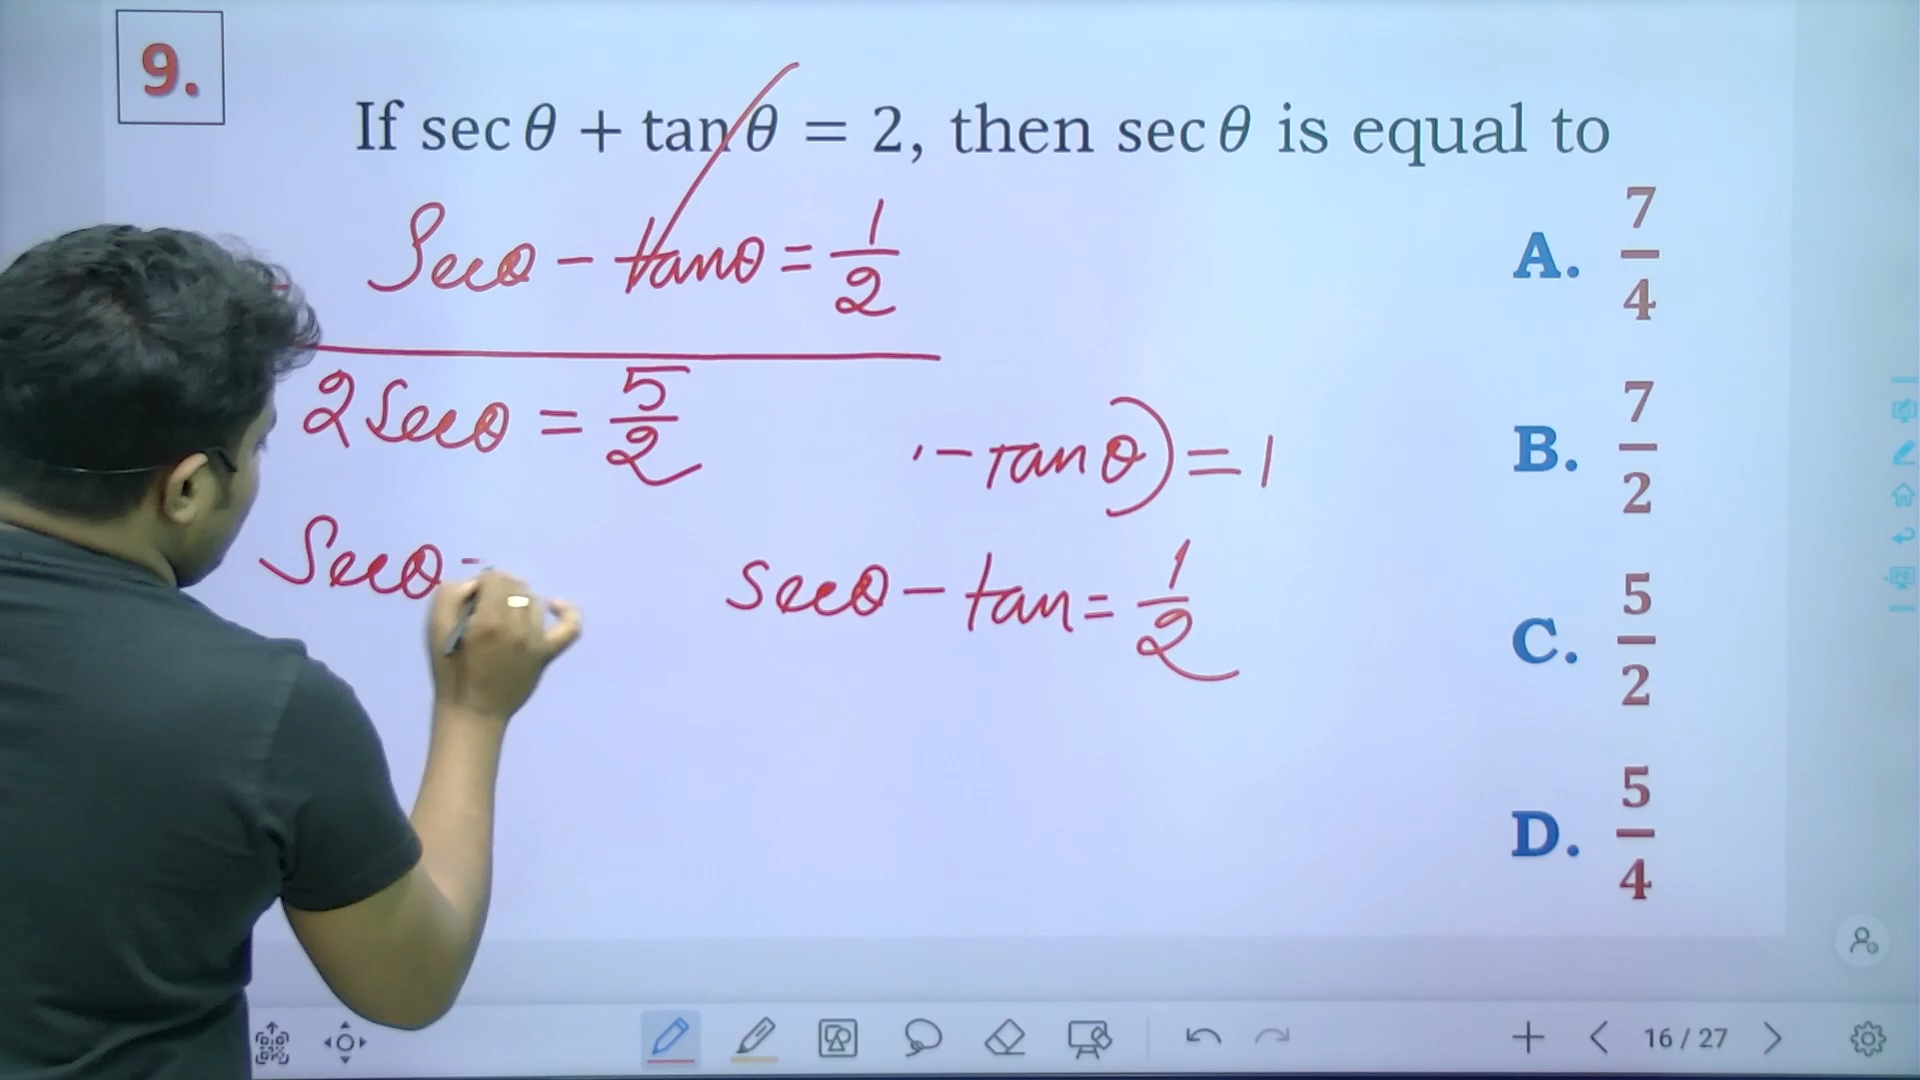 9.
If sec θ + tan θ = 2, then sec θ is equal to
Secθ - tanθ = 1/2
2Secθ = 5/2
- tan θ) = 1
Secθ =
secθ - tan = 1/2
A. 7/4
B. 7/2
C. 5/2
D. 5/4
16 / 27